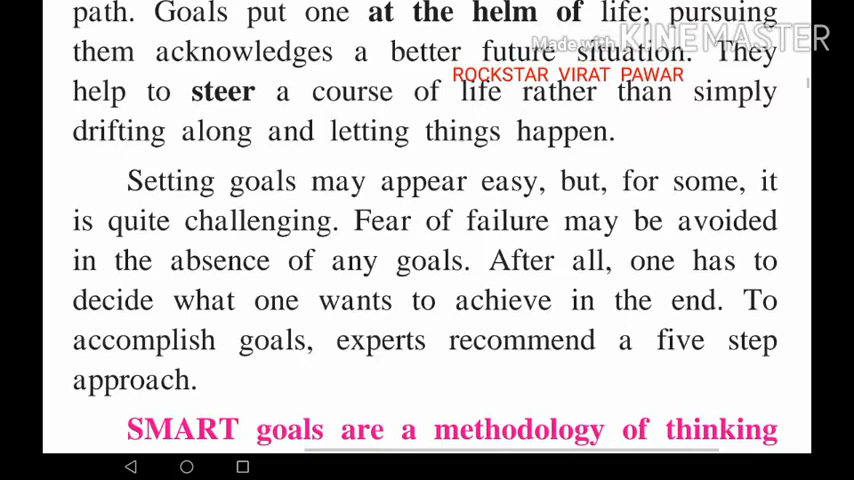 path. Goals put one at the helm of life; pursuing
Made with KINEMASTER
them acknowledges a better future situation. They
ROCKSTAR VIRAT PAWAR
help to steer a course of life rather than simply
drifting along and letting things happen.
Setting goals may appear easy, but, for some, it
is quite challenging. Fear of failure may be avoided
in the absence of any goals. After all, one has to
decide what one wants to achieve in the end. To
accomplish goals, experts recommend a five step
approach.
SMART goals are a methodology of thinking